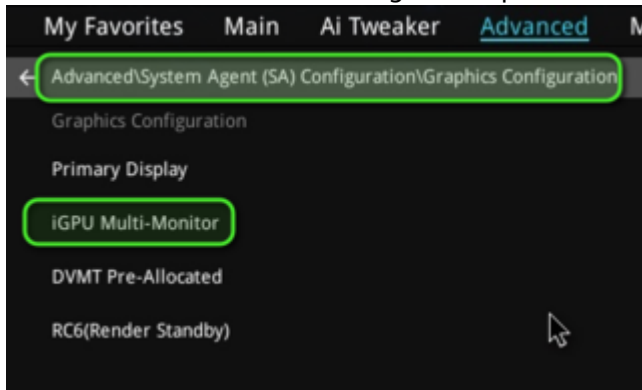 My Favorites Main Ai Tweaker Advanced
Advanced\System Agent (SA) Configuration\Graphics Configuration
Graphics Configuration
Primary Display
iGPU Multi-Monitor
DVMT Pre-Allocated
RC6(Render Standby)